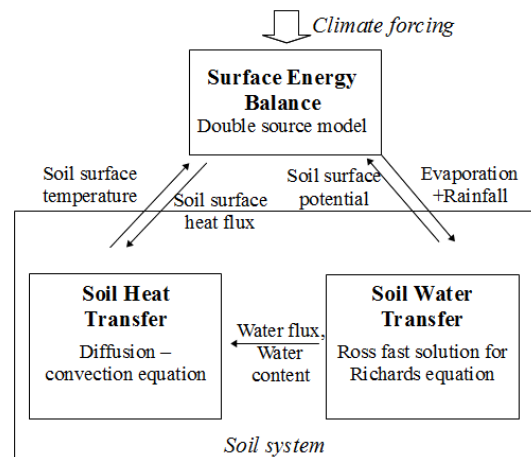 Climate forcing
Surface Energy
Balance
Double source model
Soil surface
temperature
Soil surface
heat flux
Soil surface
potential
Evaporation
+Rainfall
Soil Heat
Transfer
Diffusion –
convection equation
Water flux,
Water
content
Soil Water
Transfer
Ross fast solution for
Richards equation
Soil system